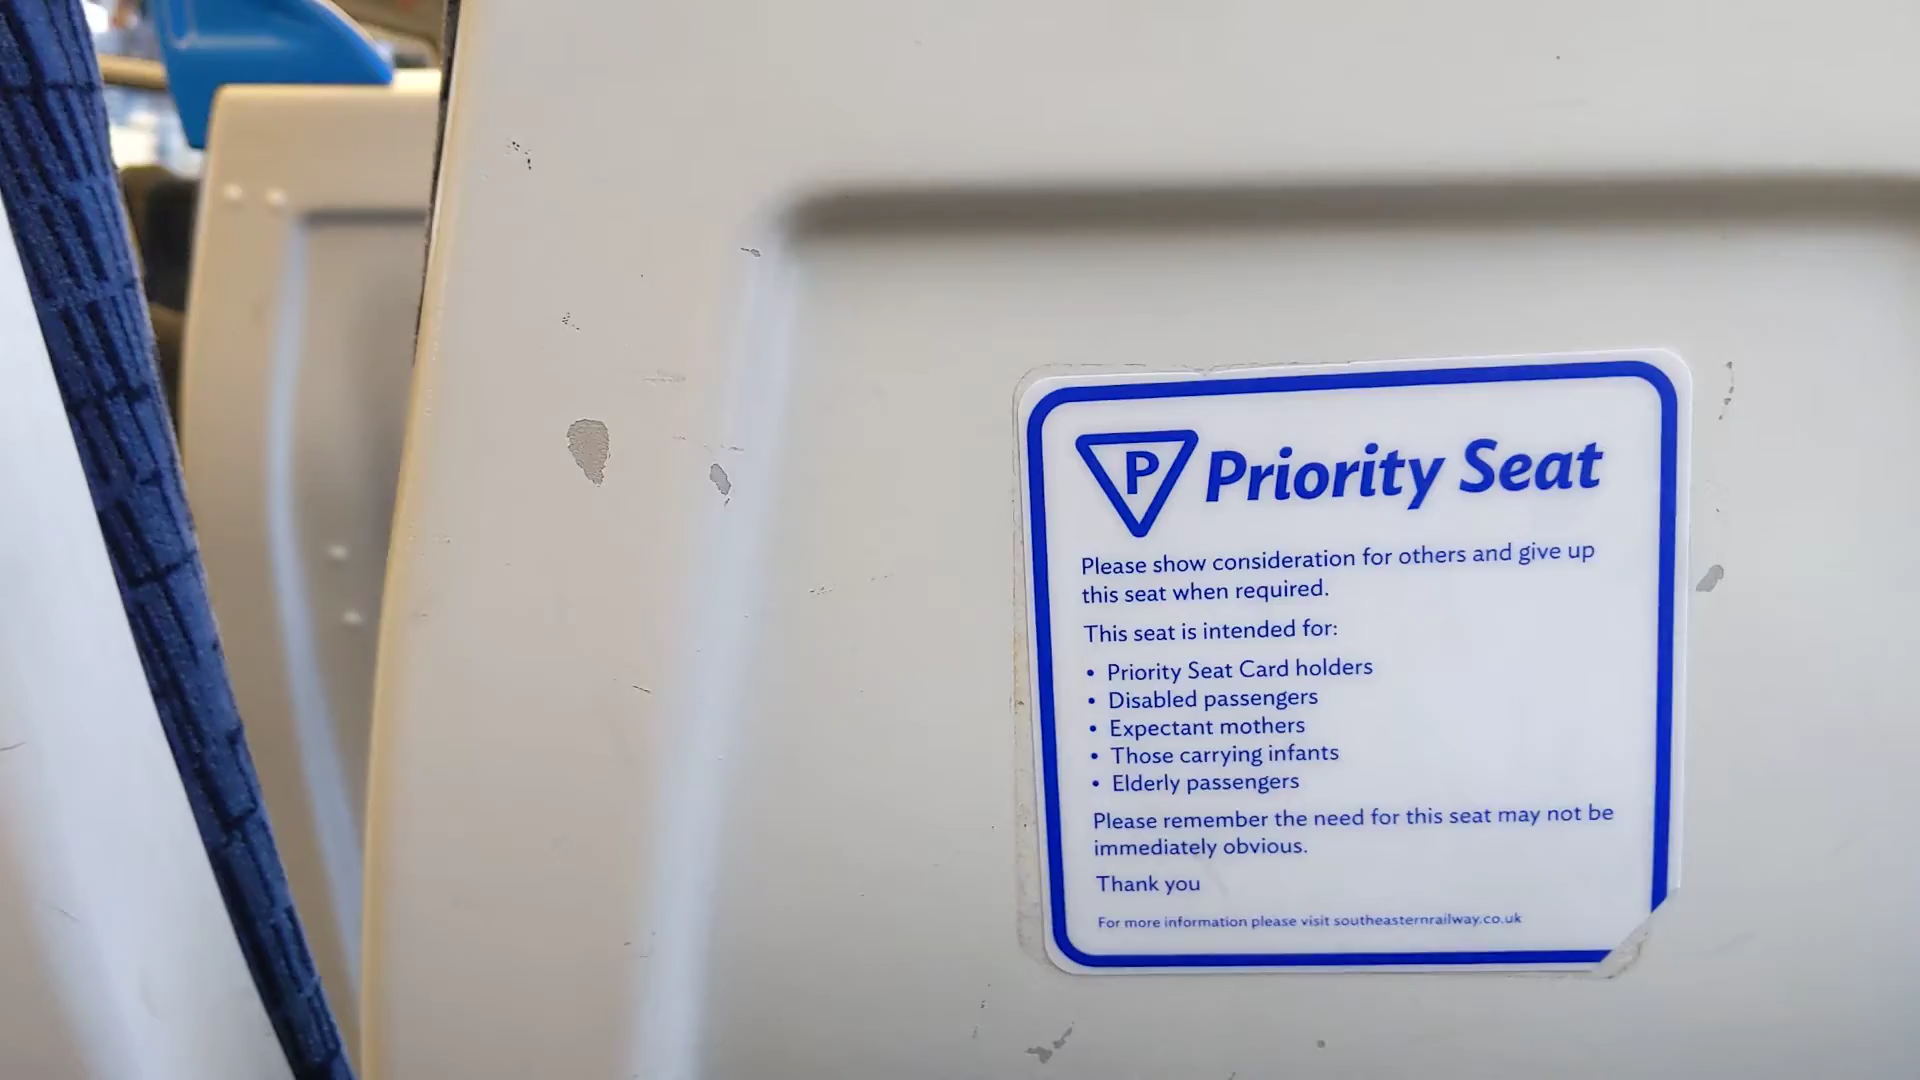 P Priority Seat
Please show consideration for others and give up
this seat when required.
This seat is intended for:
• Priority Seat Card holders
• Disabled passengers
• Expectant mothers
• Those carrying infants
• Elderly passengers
Please remember the need for this seat may not be
immediately obvious.
Thank you
For more information please visit southeasternrailway.co.uk